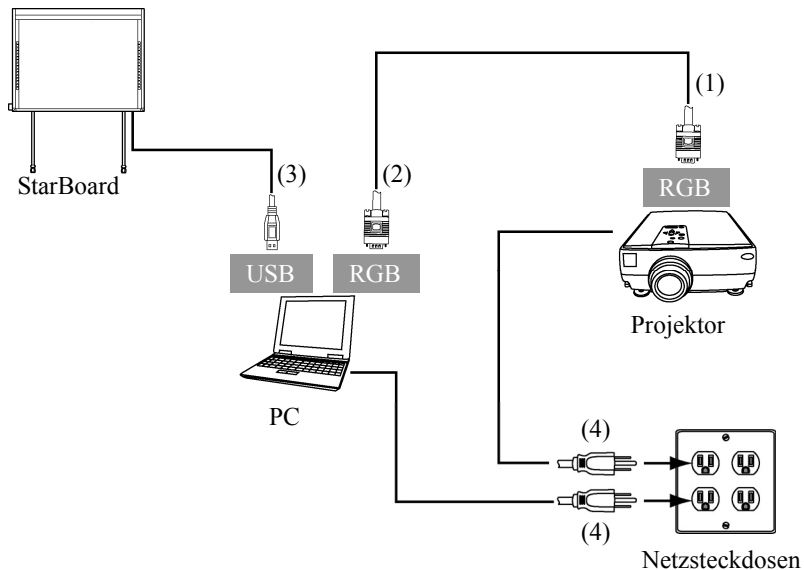 (1)
StarBoard
(3)
(2)
RGB
USB
RGB
Projektor
PC
(4)
(4)
Netzsteckdosen